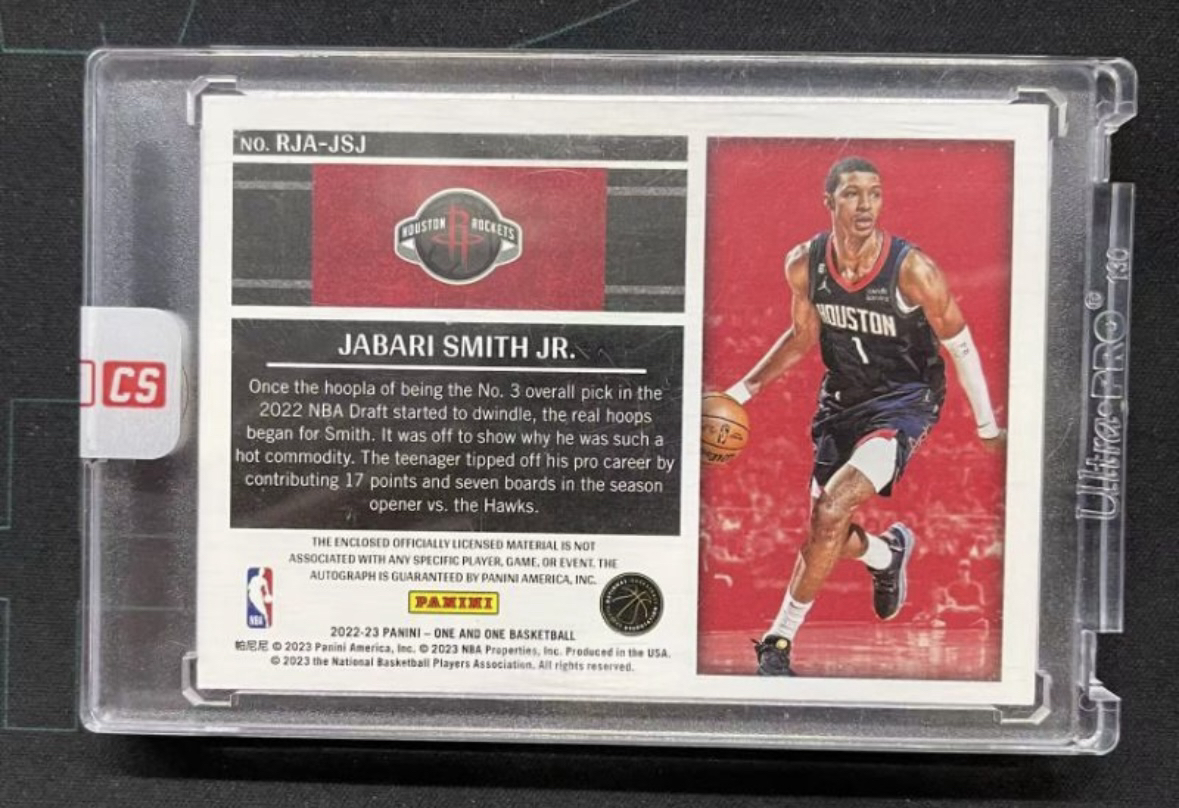 NO. RJA-JSJ
HOUSTON ROCKETS
JABARI SMITH JR.
Once the hoopla of being the No. 3 overall pick in the
2022 NBA Draft started to dwindle, the real hoops
began for Smith. It was off to show why he was such a
hot commodity. The teenager tipped off his pro career by
contributing 17 points and seven boards in the season
opener vs. the Hawks.
THE ENCLOSED OFFICIALLY LICENSED MATERIAL IS NOT
ASSOCIATED WITH ANY SPECIFIC PLAYER, GAME, OR EVENT. THE
AUTOGRAPH IS GUARANTEED BY PANINI AMERICA, INC.
NBA
PANINI
2022-23 PANINI – ONE AND ONE BASKETBALL
帕尼尼 © 2023 Panini America, Inc. © 2023 NBA Properties, Inc. Produced in the USA.
© 2023 the National Basketball Players Association. All rights reserved.
HOUSTON
1
CS
Ultra PRO® 130